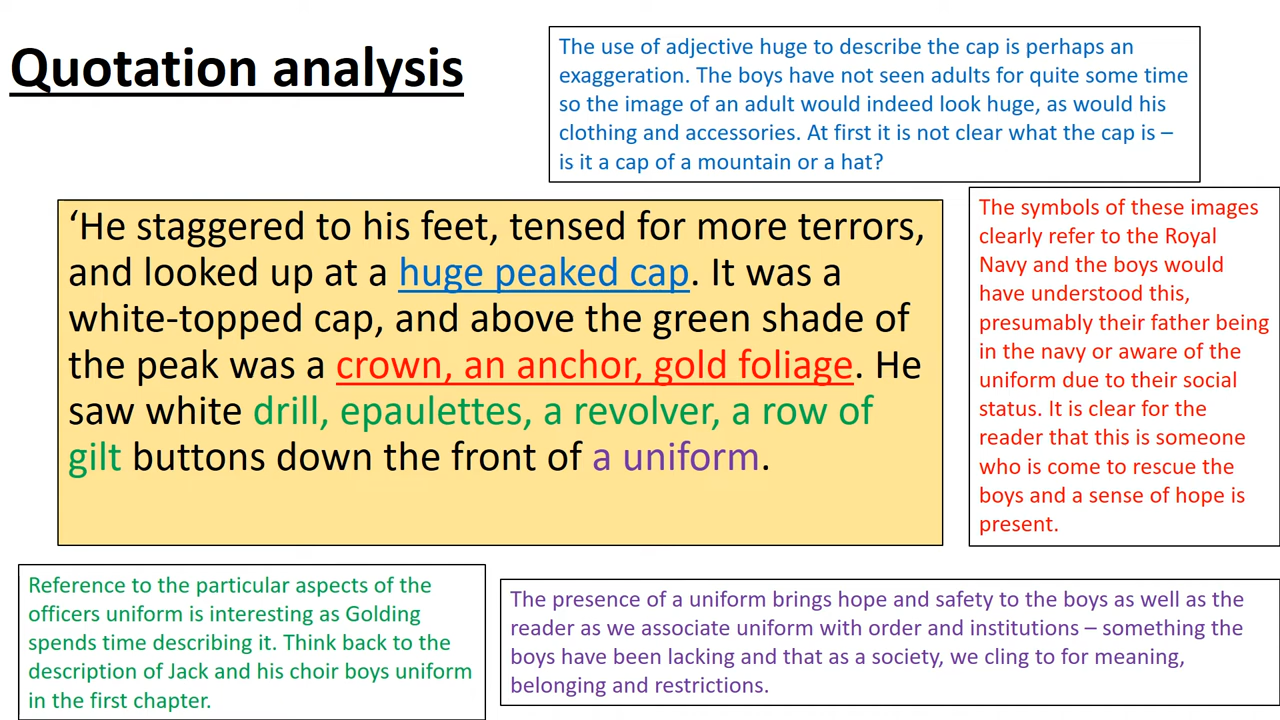 Quotation analysis
The use of adjective huge to describe the cap is perhaps an
exaggeration. The boys have not seen adults for quite some time
so the image of an adult would indeed look huge, as would his
clothing and accessories. At first it is not clear what the cap is –
is it a cap of a mountain or a hat?
‘He staggered to his feet, tensed for more terrors,
and looked up at a huge peaked cap. It was a
white-topped cap, and above the green shade of
the peak was a crown, an anchor, gold foliage. He
saw white drill, epaulettes, a revolver, a row of
gilt buttons down the front of a uniform.
The symbols of these images
clearly refer to the Royal
Navy and the boys would
have understood this,
presumably their father being
in the navy or aware of the
uniform due to their social
status. It is clear for the
reader that this is someone
who is come to rescue the
boys and a sense of hope is
present.
Reference to the particular aspects of the
officers uniform is interesting as Golding
spends time describing it. Think back to the
description of Jack and his choir boys uniform
in the first chapter.
The presence of a uniform brings hope and safety to the boys as well as the
reader as we associate uniform with order and institutions – something the
boys have been lacking and that as a society, we cling to for meaning,
belonging and restrictions.